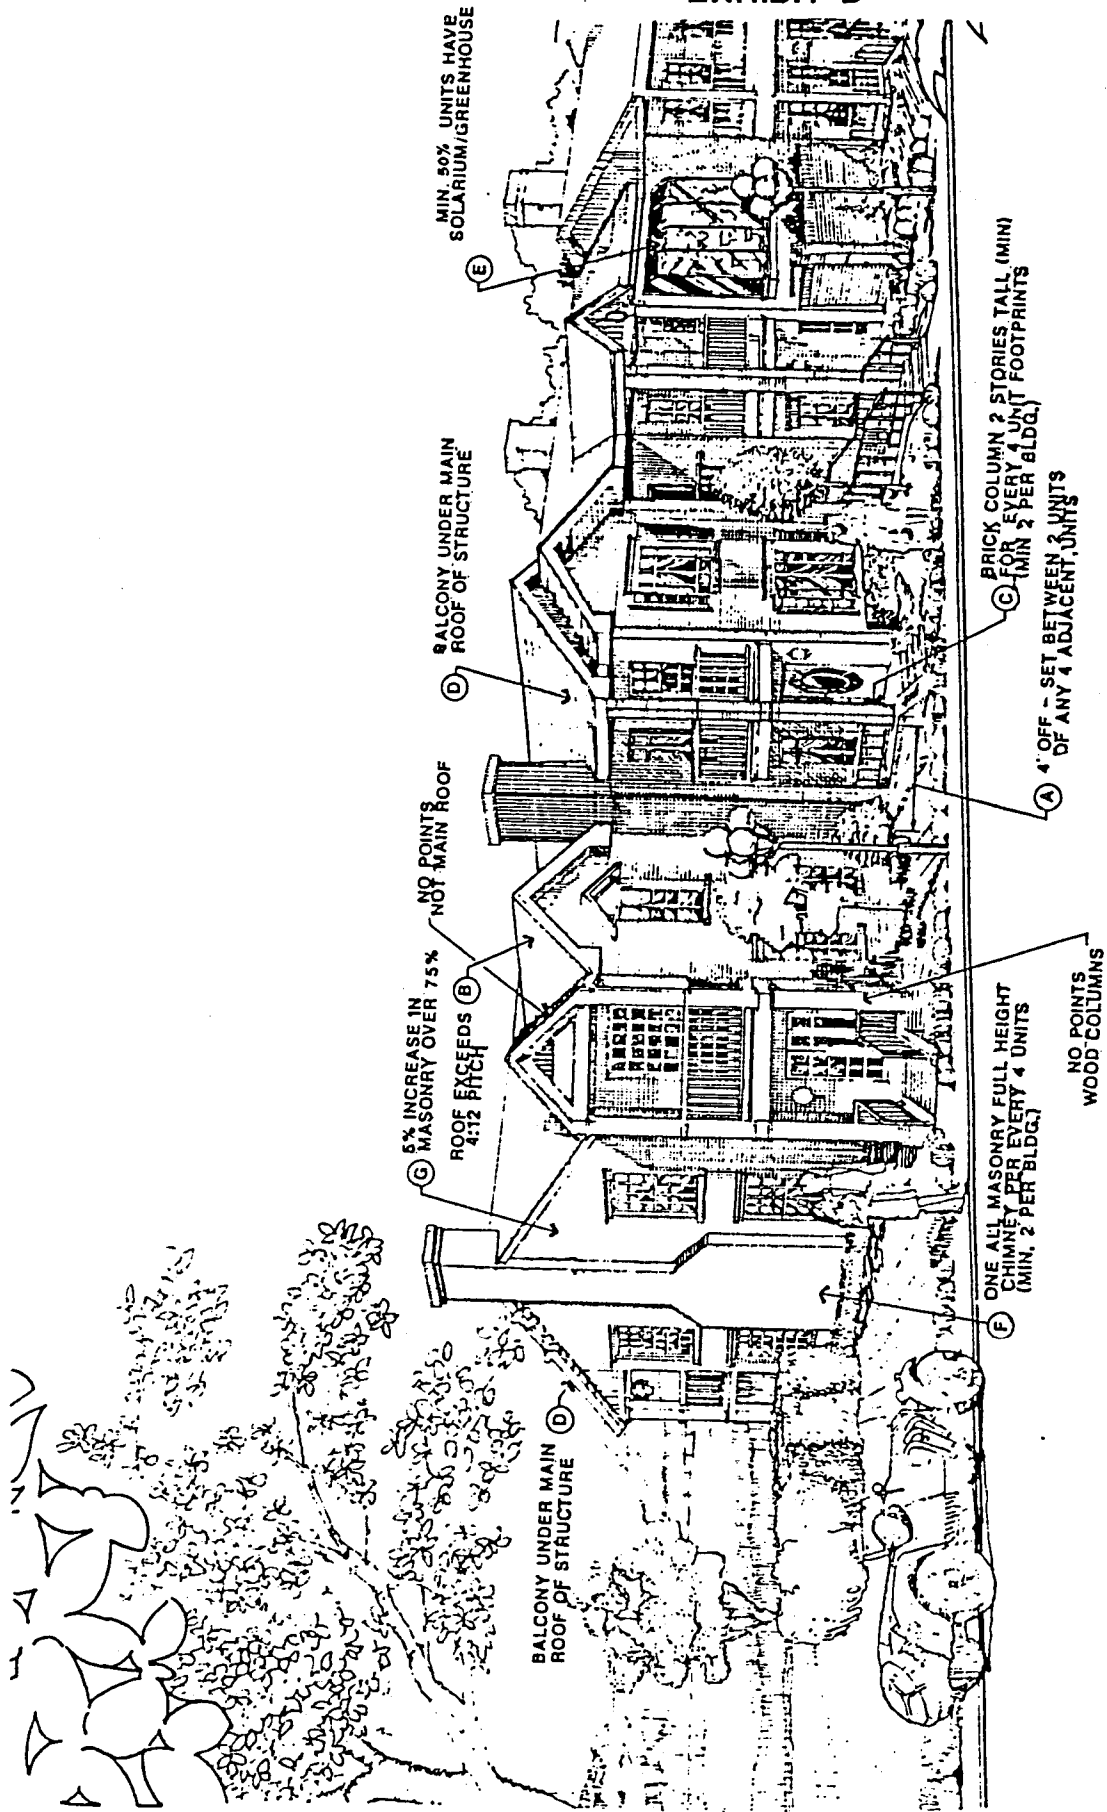 EXHIBIT B
MIN. 50% UNITS HAVE
SOLARIUM/GREENHOUSE
E
BALCONY UNDER MAIN
ROOF OF STRUCTURE
D
NO POINTS
NOT MAIN ROOF
G 5% INCREASE IN
MASONRY OVER 75%
ROOF EXCEEDS B
4:12 PITCH
BALCONY UNDER MAIN
ROOF OF STRUCTURE D
F ONE ALL MASONRY FULL HEIGHT
CHIMNEY PER EVERY 4 UNITS
(MIN. 2 PER BLDG.)
NO POINTS
WOOD COLUMNS
A 4' OFF - SET BETWEEN 2 UNITS
OF ANY 4 ADJACENT UNITS
C BRICK COLUMN 2 STORIES TALL (MIN)
FOR EVERY 4 UNIT FOOTPRINTS
(MIN 2 PER BLDG.)